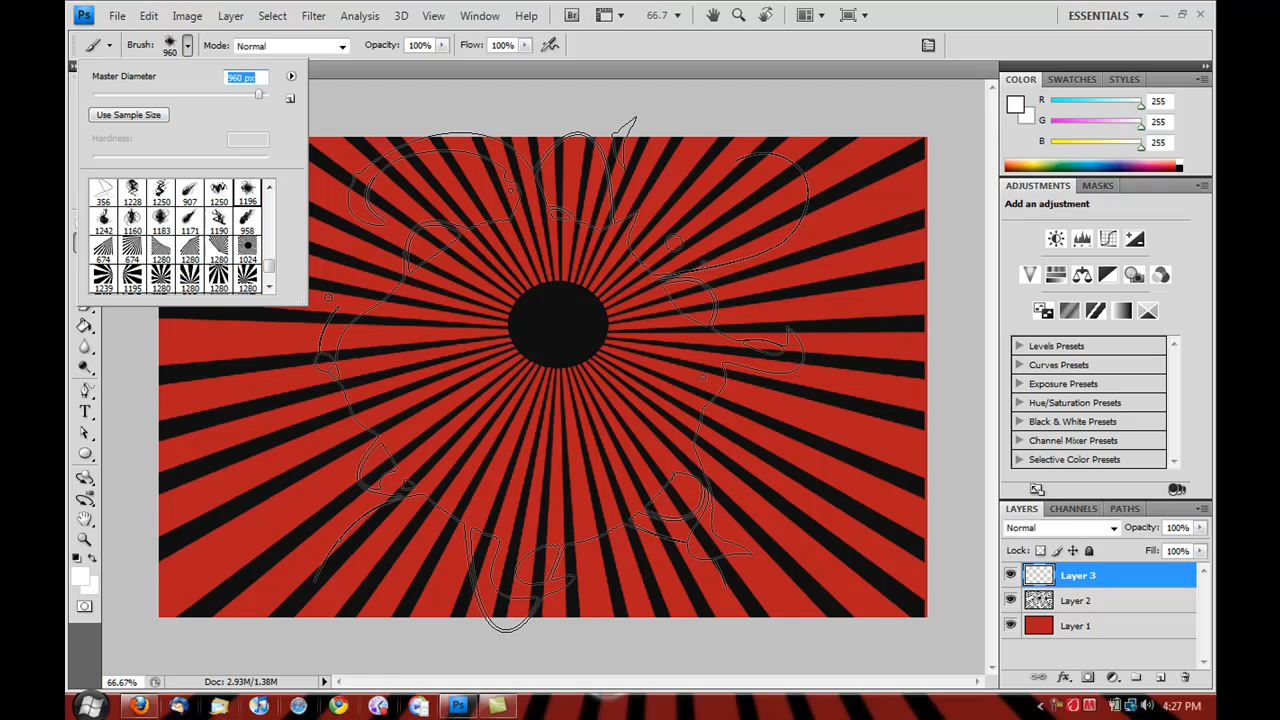 Ps File Edit Image Layer Select Filter Analysis 3D View Window Help Br 66.7 ESSENTIALS
Brush: 960 Mode: Normal Opacity: 100% Flow: 100%
Master Diameter 960 px
Use Sample Size
Hardness:
356 1228 1250 907 1250 1196
1242 1160 1183 1171 1190 958
674 674 1280 1280 1280 1024
1239 1195 1280 1280 1280 1280
COLOR SWATCHES STYLES
R 255
G 255
B 255
ADJUSTMENTS MASKS
Add an adjustment
Levels Presets
Curves Presets
Exposure Presets
Hue/Saturation Presets
Black & White Presets
Channel Mixer Presets
Selective Color Presets
LAYERS CHANNELS PATHS
Normal Opacity: 100%
Lock: Fill: 100%
Layer 3
Layer 2
Layer 1
T
66.67% Doc: 2.93M/1.38M
Ps 4:27 PM